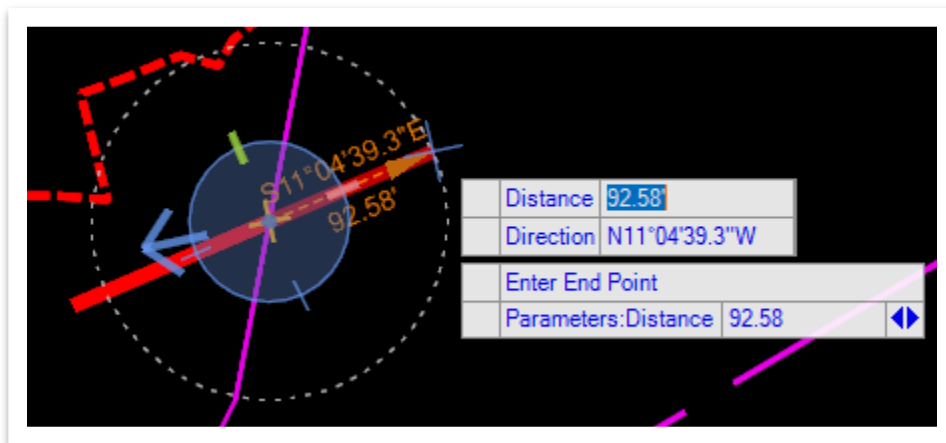 S11°04'39.3"E
92.58'
Distance 92.58'
Direction N11°04'39.3"W
Enter End Point
Parameters:Distance 92.58